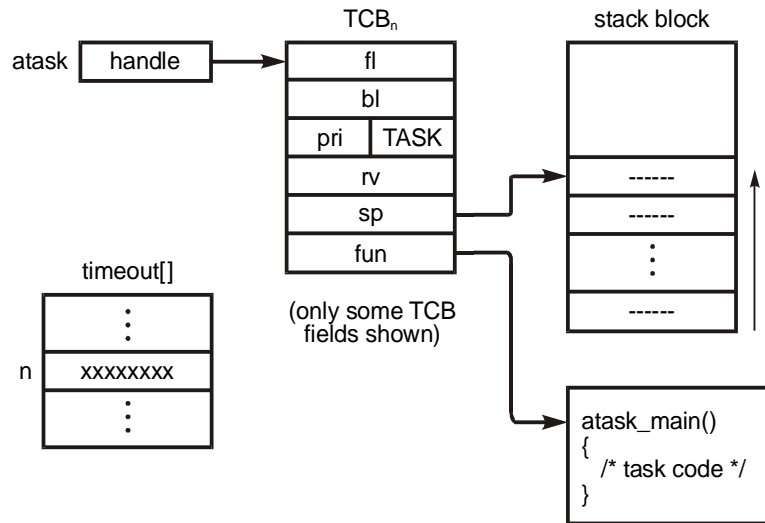 TCBn
stack block
atask
handle
fl
bl
pri
TASK
rv
sp
fun
------
------
------
(only some TCB
fields shown)
timeout[]
n
xxxxxxxx
atask_main()
{
/* task code */
}